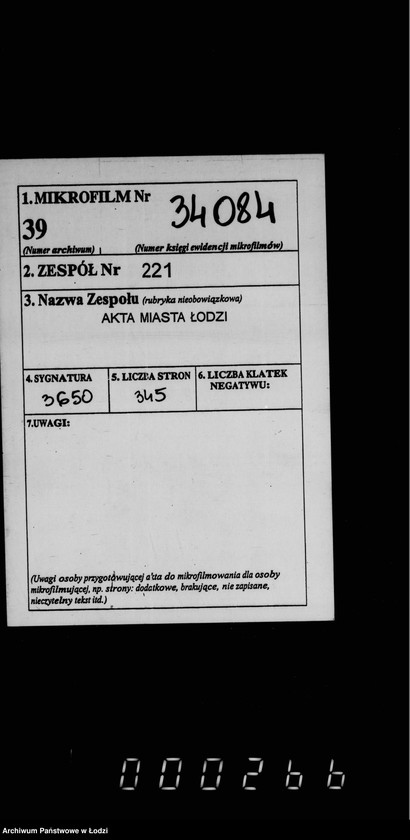 1. MIKROFILM Nr 34084
39
(Numer archiwum) (Numer księgi ewidencji mikrofilmów)
2. ZESPÓŁ Nr 221
3. Nazwa Zespołu (rubryka nieobowiązkowa)
AKTA MIASTA ŁODZI
4. SYGNATURA 5. LICZBA STRON 6. LICZBA KLATEK
NEGATYWU:
3650 345
7. UWAGI:
(Uwagi osoby przygotowującej akta do mikrofilmowania dla osoby
mikrofilmującej, np. strony: dodatkowe, brakujące, nie zapisane,
nieczytelny tekst itd.)
000266
Archiwum Państwowe w Łodzi